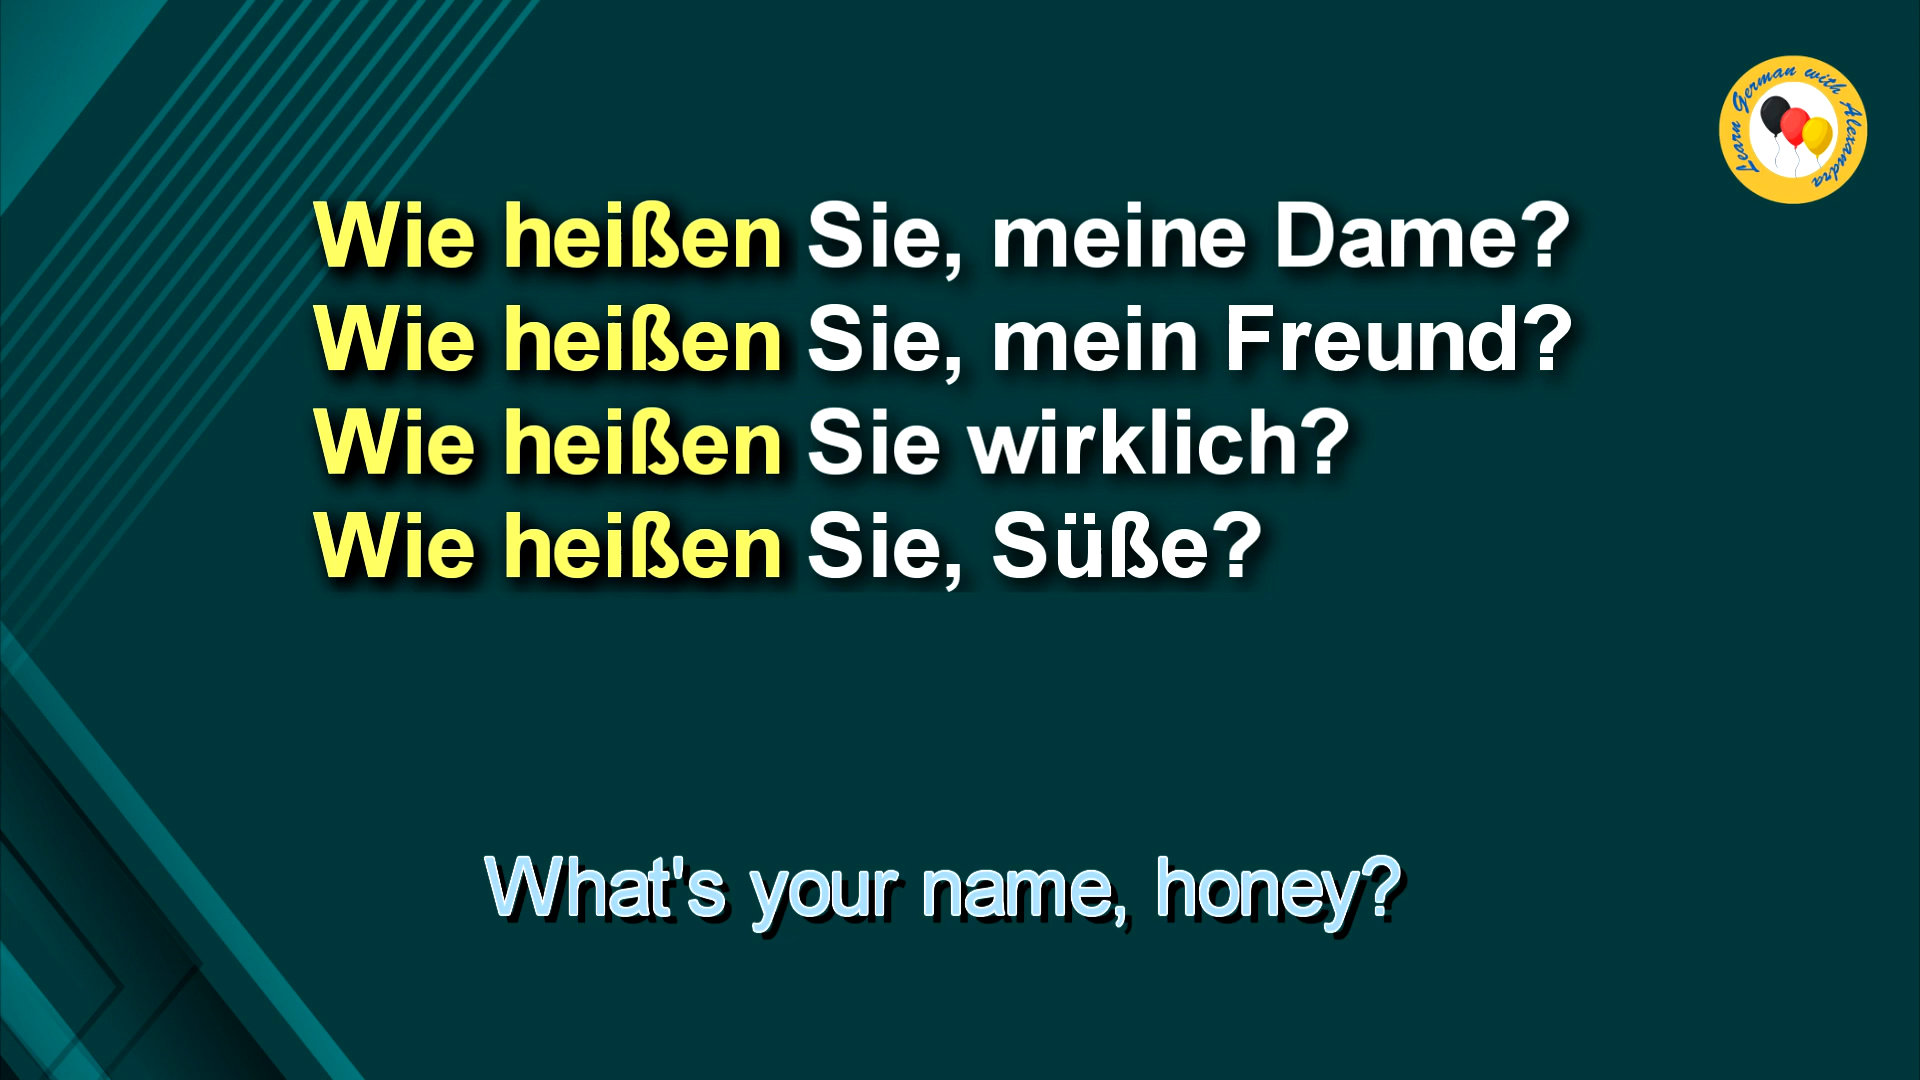 Learn German with Alexandra
Wie heißen Sie, meine Dame?
Wie heißen Sie, mein Freund?
Wie heißen Sie wirklich?
Wie heißen Sie, Süße?
What's your name, honey?